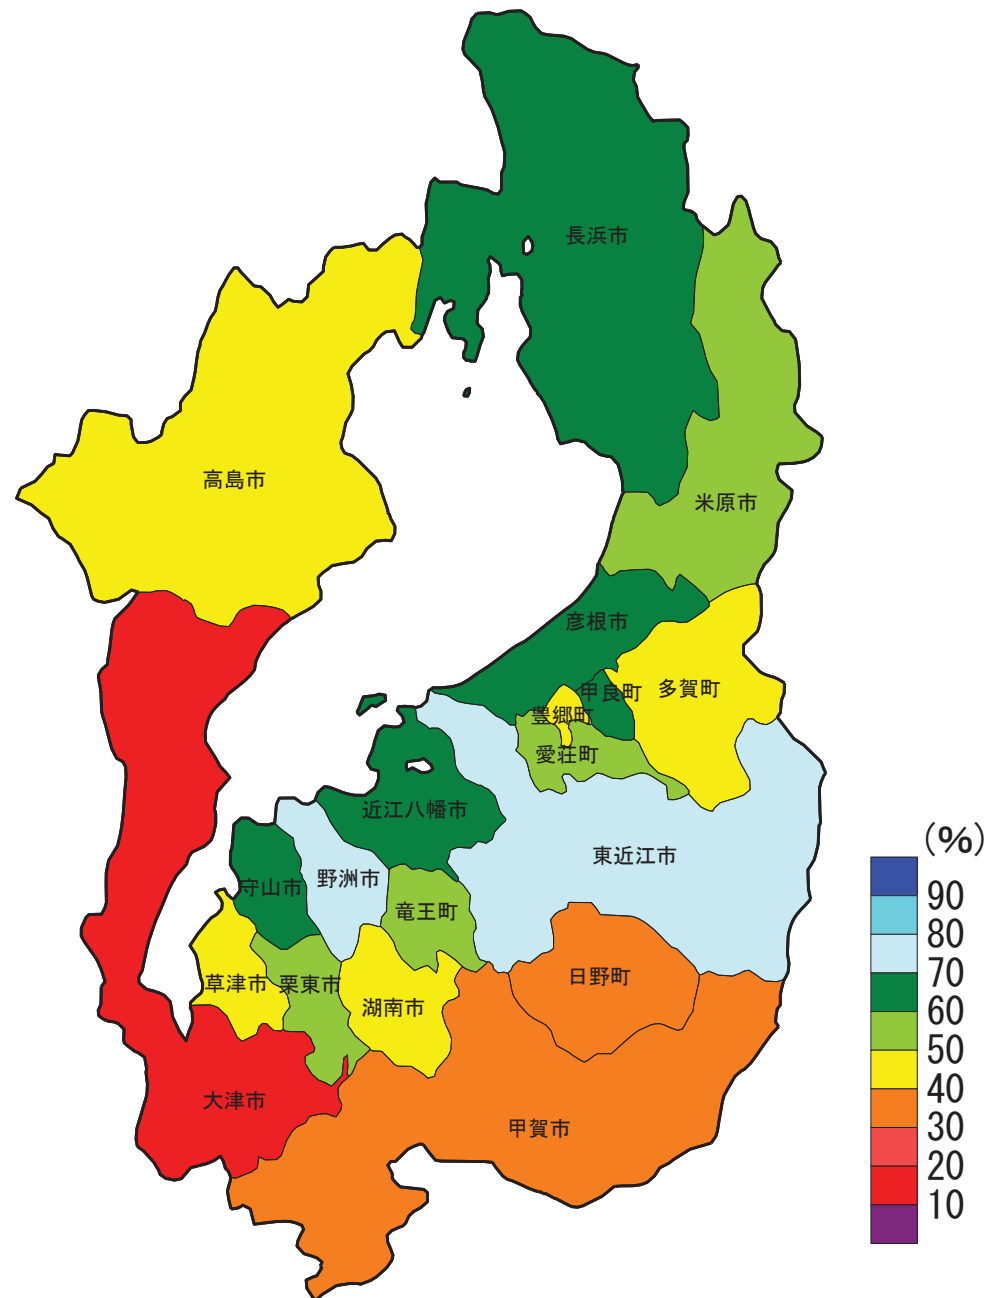 長浜市
高島市
米原市
彦根市
甲良町
多賀町
豊郷町
愛荘町
近江八幡市
東近江市
守山市
野洲市
竜王町
草津市
栗東市
湖南市
日野町
大津市
甲賀市
(%)
90
80
70
60
50
40
30
20
10